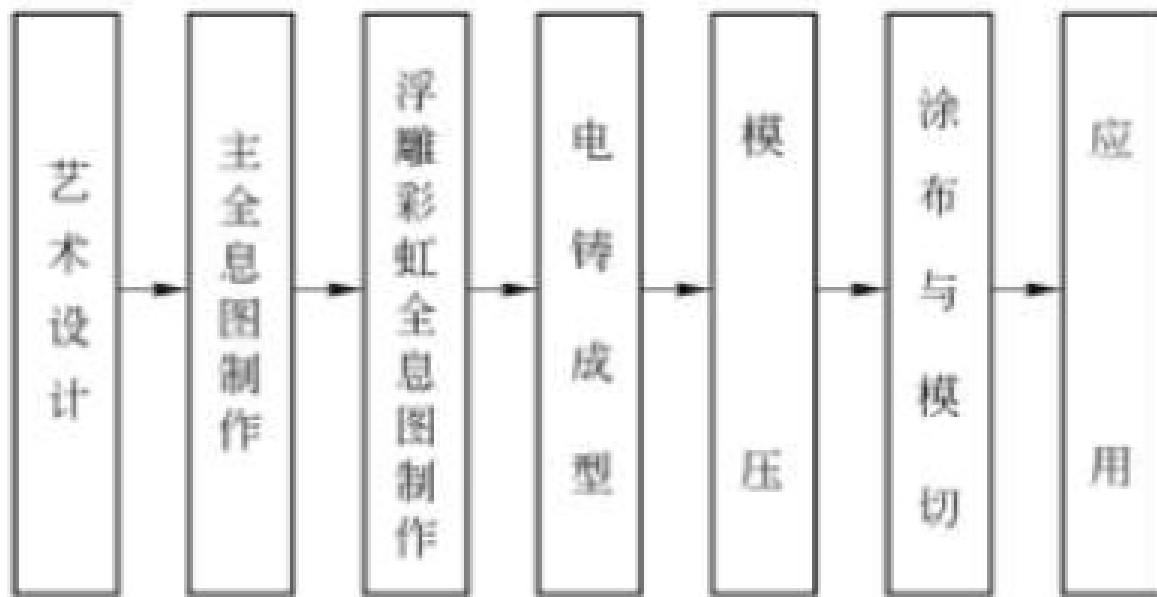 艺术设计
主全息图制作
浮雕彩虹全息图制作
电铸成型
模压
涂布与模切
应用